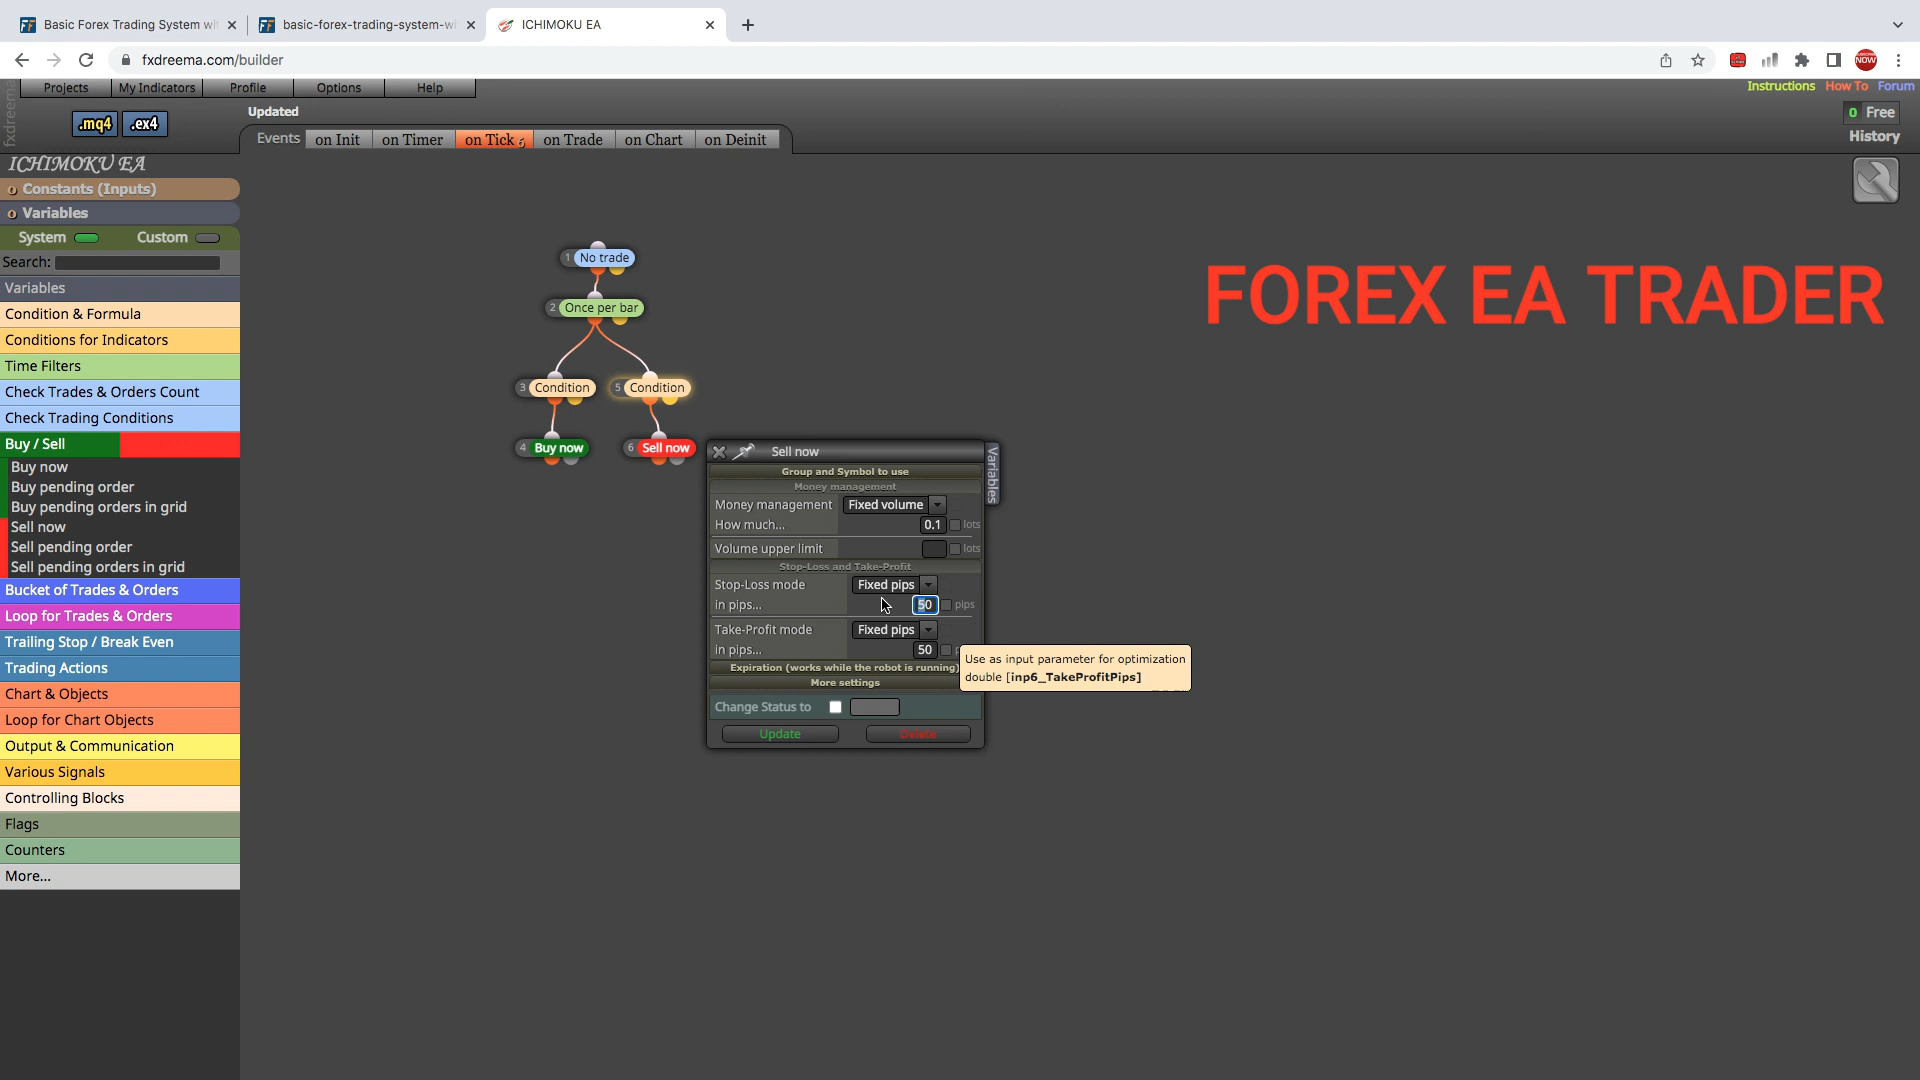 Basic Forex Trading System wit
basic-forex-trading-system-wi
ICHIMOKU EA
fxdreema.com/builder
NOW
Projects
My Indicators
Profile
Options
Help
Instructions
How To
Forum
fxdreema
.mq4
.ex4
Updated
0 Free
History
Events
on Init
on Timer
on Tick 6
on Trade
on Chart
on Deinit
ICHIMOKU EA
o Constants (Inputs)
o Variables
System
Custom
Search:
Variables
Condition & Formula
Conditions for Indicators
Time Filters
Check Trades & Orders Count
Check Trading Conditions
Buy / Sell
Buy now
Buy pending order
Buy pending orders in grid
Sell now
Sell pending order
Sell pending orders in grid
Bucket of Trades & Orders
Loop for Trades & Orders
Trailing Stop / Break Even
Trading Actions
Chart & Objects
Loop for Chart Objects
Output & Communication
Various Signals
Controlling Blocks
Flags
Counters
More...
1 No trade
2 Once per bar
3 Condition
5 Condition
4 Buy now
6 Sell now
FOREX EA TRADER
Sell now
Variables
Group and Symbol to use
Money management
Money management Fixed volume
How much... 0.1 lots
Volume upper limit lots
Stop-Loss and Take-Profit
Stop-Loss mode Fixed pips
in pips... 50 pips
Take-Profit mode Fixed pips
in pips... 50
Expiration (works while the robot is running)
More settings
Change Status to
Update
Delete
Use as input parameter for optimization
double [inp6_TakeProfitPips]